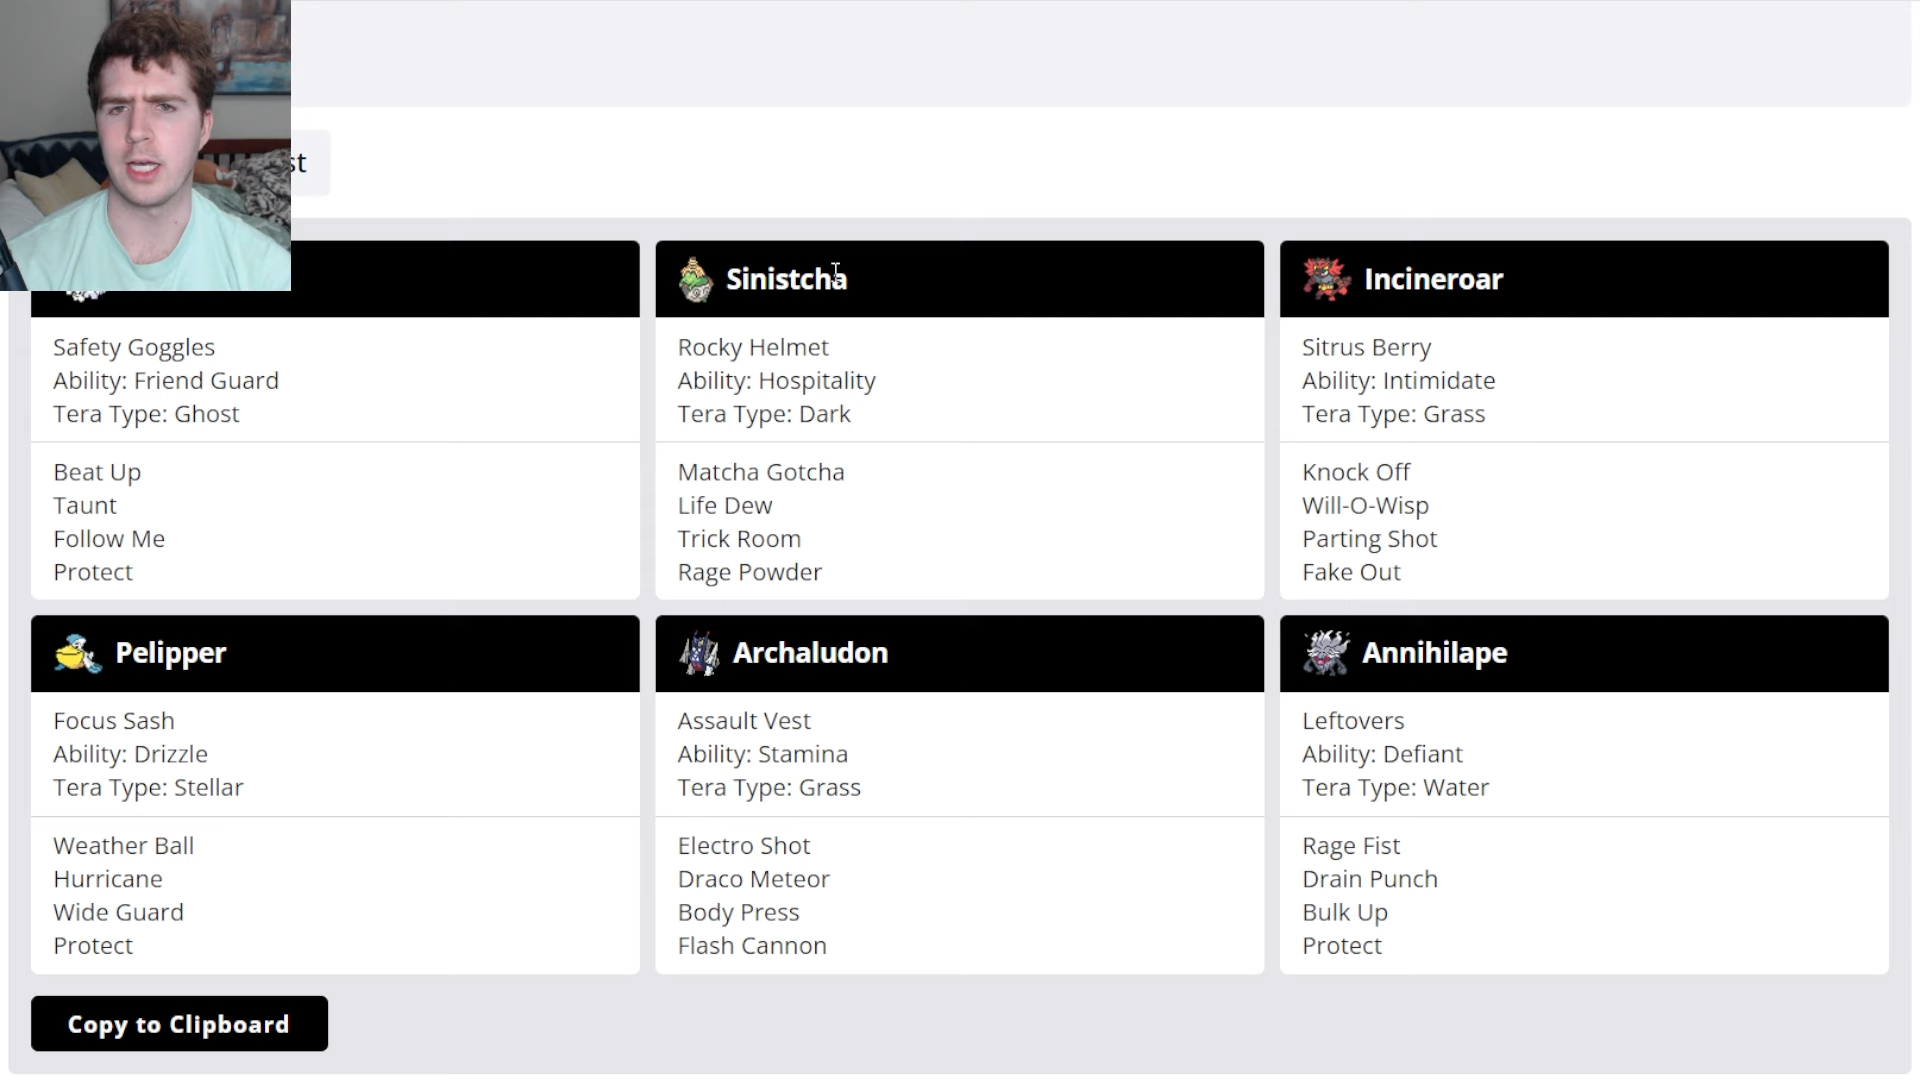 st
Sinistcha
Incineroar
Safety Goggles
Ability: Friend Guard
Tera Type: Ghost
Beat Up
Taunt
Follow Me
Protect
Rocky Helmet
Ability: Hospitality
Tera Type: Dark
Matcha Gotcha
Life Dew
Trick Room
Rage Powder
Sitrus Berry
Ability: Intimidate
Tera Type: Grass
Knock Off
Will-O-Wisp
Parting Shot
Fake Out
Pelipper
Focus Sash
Ability: Drizzle
Tera Type: Stellar
Weather Ball
Hurricane
Wide Guard
Protect
Archaludon
Assault Vest
Ability: Stamina
Tera Type: Grass
Electro Shot
Draco Meteor
Body Press
Flash Cannon
Annihilape
Leftovers
Ability: Defiant
Tera Type: Water
Rage Fist
Drain Punch
Bulk Up
Protect
Copy to Clipboard